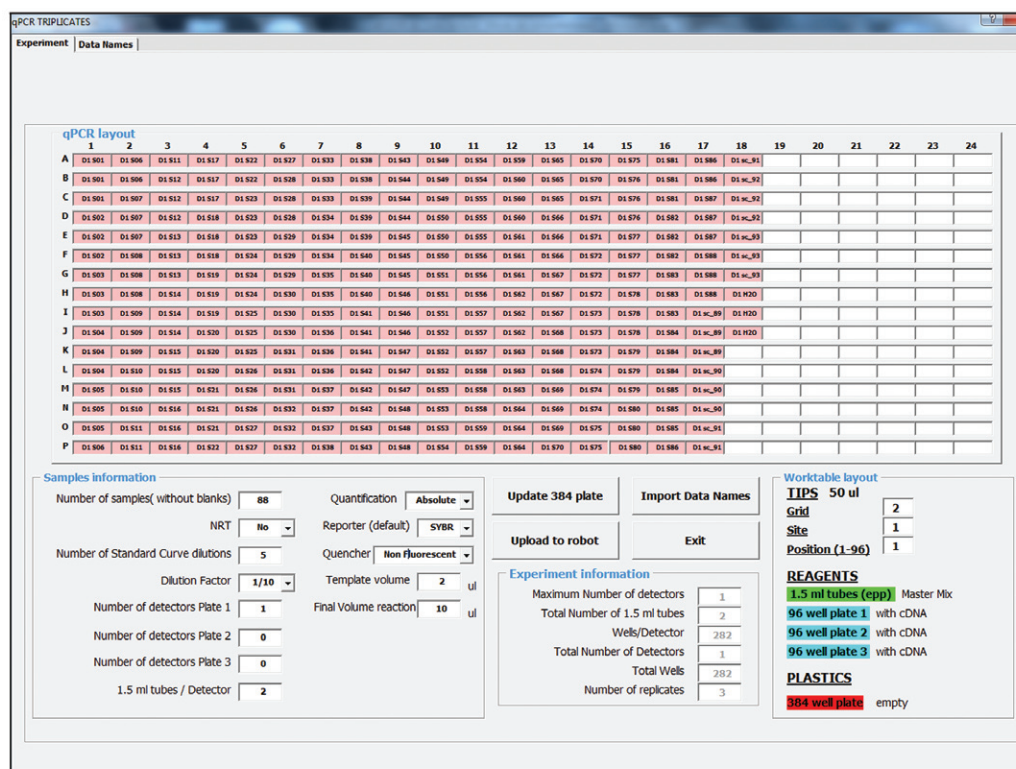 qPCR TRIPLICATES
?
Experiment Data Names
qPCR layout
1 2 3 4 5 6 7 8 9 10 11 12 13 14 15 16 17 18 19 20 21 22 23 24
A D1 S01 D1 S06 D1 S11 D1 S17 D1 S22 D1 S27 D1 S33 D1 S38 D1 S43 D1 S49 D1 S54 D1 S59 D1 S65 D1 S70 D1 S75 D1 S81 D1 S86 D1 sc_91
B D1 S01 D1 S06 D1 S12 D1 S17 D1 S22 D1 S28 D1 S33 D1 S38 D1 S44 D1 S49 D1 S54 D1 S60 D1 S65 D1 S70 D1 S76 D1 S81 D1 S86 D1 sc_92
C D1 S01 D1 S07 D1 S12 D1 S17 D1 S23 D1 S28 D1 S33 D1 S39 D1 S44 D1 S49 D1 S55 D1 S60 D1 S65 D1 S71 D1 S76 D1 S81 D1 S87 D1 sc_92
D D1 S02 D1 S07 D1 S12 D1 S18 D1 S23 D1 S28 D1 S34 D1 S39 D1 S44 D1 S50 D1 S55 D1 S60 D1 S66 D1 S71 D1 S76 D1 S82 D1 S87 D1 sc_92
E D1 S02 D1 S07 D1 S13 D1 S18 D1 S23 D1 S29 D1 S34 D1 S39 D1 S45 D1 S50 D1 S55 D1 S61 D1 S66 D1 S71 D1 S77 D1 S82 D1 S87 D1 sc_93
F D1 S02 D1 S08 D1 S13 D1 S18 D1 S24 D1 S29 D1 S34 D1 S40 D1 S45 D1 S50 D1 S56 D1 S61 D1 S66 D1 S72 D1 S77 D1 S82 D1 S88 D1 sc_93
G D1 S03 D1 S08 D1 S13 D1 S19 D1 S24 D1 S29 D1 S35 D1 S40 D1 S45 D1 S51 D1 S56 D1 S61 D1 S67 D1 S72 D1 S77 D1 S83 D1 S88 D1 sc_93
H D1 S03 D1 S08 D1 S14 D1 S19 D1 S24 D1 S30 D1 S35 D1 S40 D1 S46 D1 S51 D1 S56 D1 S62 D1 S67 D1 S72 D1 S78 D1 S83 D1 S88 D1 H2O
I D1 S03 D1 S09 D1 S14 D1 S19 D1 S25 D1 S30 D1 S35 D1 S41 D1 S46 D1 S51 D1 S57 D1 S62 D1 S67 D1 S73 D1 S78 D1 S83 D1 sc_89 D1 H2O
J D1 S04 D1 S09 D1 S14 D1 S20 D1 S25 D1 S30 D1 S36 D1 S41 D1 S46 D1 S52 D1 S57 D1 S62 D1 S68 D1 S73 D1 S78 D1 S84 D1 sc_89 D1 H2O
K D1 S04 D1 S09 D1 S15 D1 S20 D1 S25 D1 S31 D1 S36 D1 S41 D1 S47 D1 S52 D1 S57 D1 S63 D1 S68 D1 S73 D1 S79 D1 S84 D1 sc_89
L D1 S04 D1 S10 D1 S15 D1 S20 D1 S26 D1 S31 D1 S36 D1 S42 D1 S47 D1 S52 D1 S58 D1 S63 D1 S68 D1 S74 D1 S79 D1 S84 D1 sc_90
M D1 S05 D1 S10 D1 S15 D1 S21 D1 S26 D1 S31 D1 S37 D1 S42 D1 S47 D1 S53 D1 S58 D1 S63 D1 S69 D1 S74 D1 S79 D1 S85 D1 sc_90
N D1 S05 D1 S10 D1 S16 D1 S21 D1 S26 D1 S32 D1 S37 D1 S42 D1 S48 D1 S53 D1 S58 D1 S64 D1 S69 D1 S74 D1 S80 D1 S85 D1 sc_90
O D1 S05 D1 S11 D1 S16 D1 S21 D1 S27 D1 S32 D1 S37 D1 S43 D1 S48 D1 S53 D1 S59 D1 S64 D1 S69 D1 S75 D1 S80 D1 S85 D1 sc_91
P D1 S06 D1 S11 D1 S16 D1 S22 D1 S27 D1 S32 D1 S38 D1 S43 D1 S48 D1 S54 D1 S59 D1 S64 D1 S70 D1 S75 D1 S80 D1 S86 D1 sc_91
Samples information
Number of samples( without blanks) 88
NRT No
Number of Standard Curve dilutions 5
Dilution Factor 1/10
Number of detectors Plate 1 1
Number of detectors Plate 2 0
Number of detectors Plate 3 0
1.5 ml tubes / Detector 2
Quantification Absolute
Reporter (default) SYBR
Quencher Non Fluorescent
Template volume 2 ul
Final Volume reaction 10 ul
Update 384 plate Import Data Names
Upload to robot Exit
Experiment information
Maximum Number of detectors 1
Total Number of 1.5 ml tubes 2
Wells/Detector 282
Total Number of Detectors 1
Total Wells 282
Number of replicates 3
Worktable layout
TIPS 50 ul
Grid 2
Site 1
Position (1-96) 1
REAGENTS
1.5 ml tubes (epp) Master Mix
96 well plate 1 with cDNA
96 well plate 2 with cDNA
96 well plate 3 with cDNA
PLASTICS
384 well plate empty